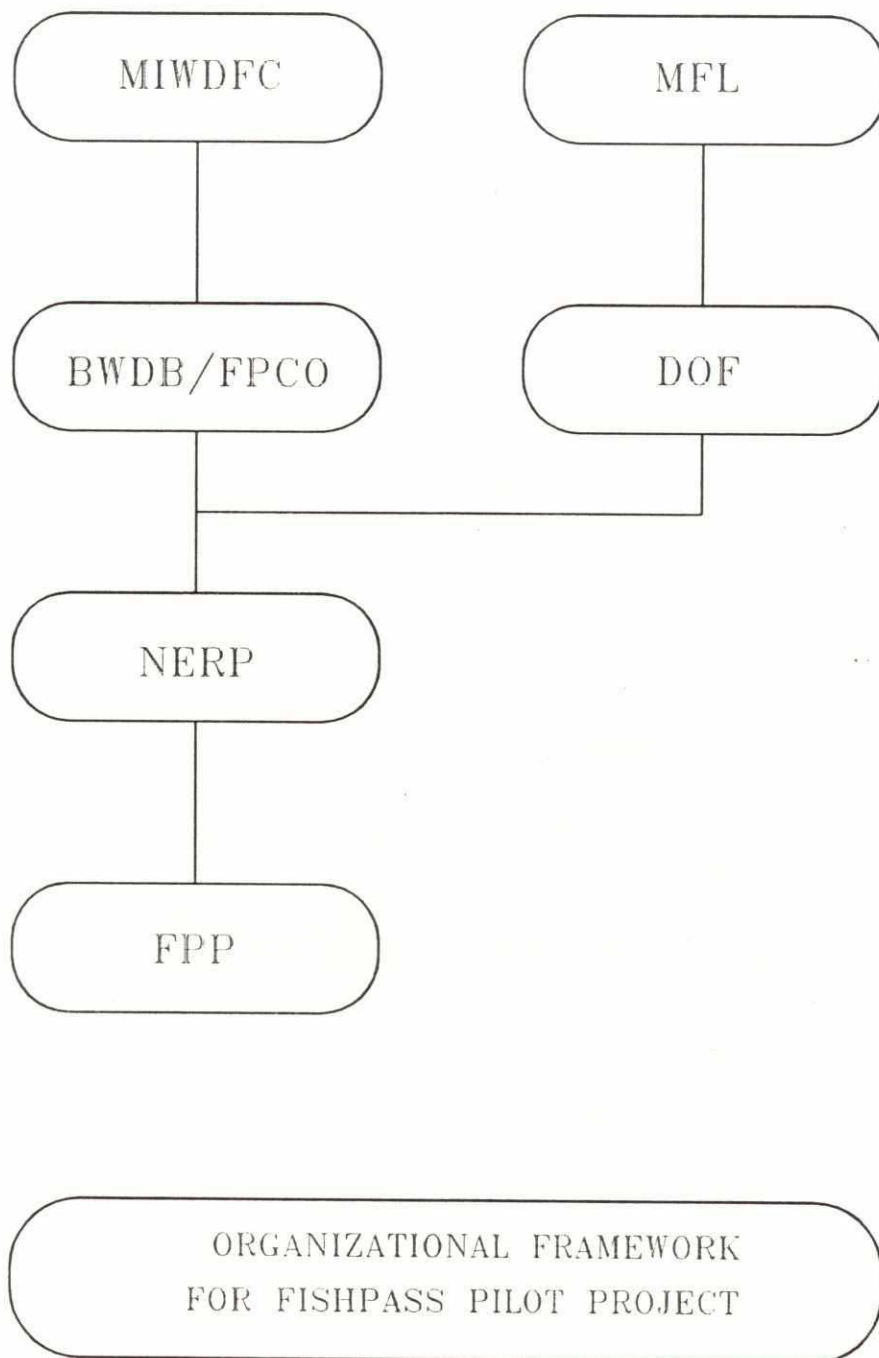 MIWDFC
MFL
BWDB/FPCO
DOF
NERP
FPP
ORGANIZATIONAL FRAMEWORK
FOR FISHPASS PILOT PROJECT